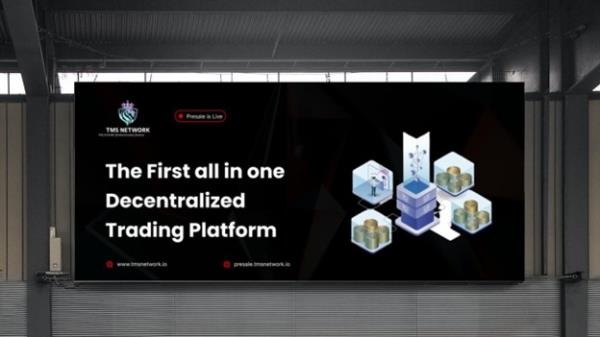 TMS NETWORK
Presale is Live
The First all in one
Decentralized
Trading Platform
www.tmsnetwork.io
presale.tmsnetwork.io